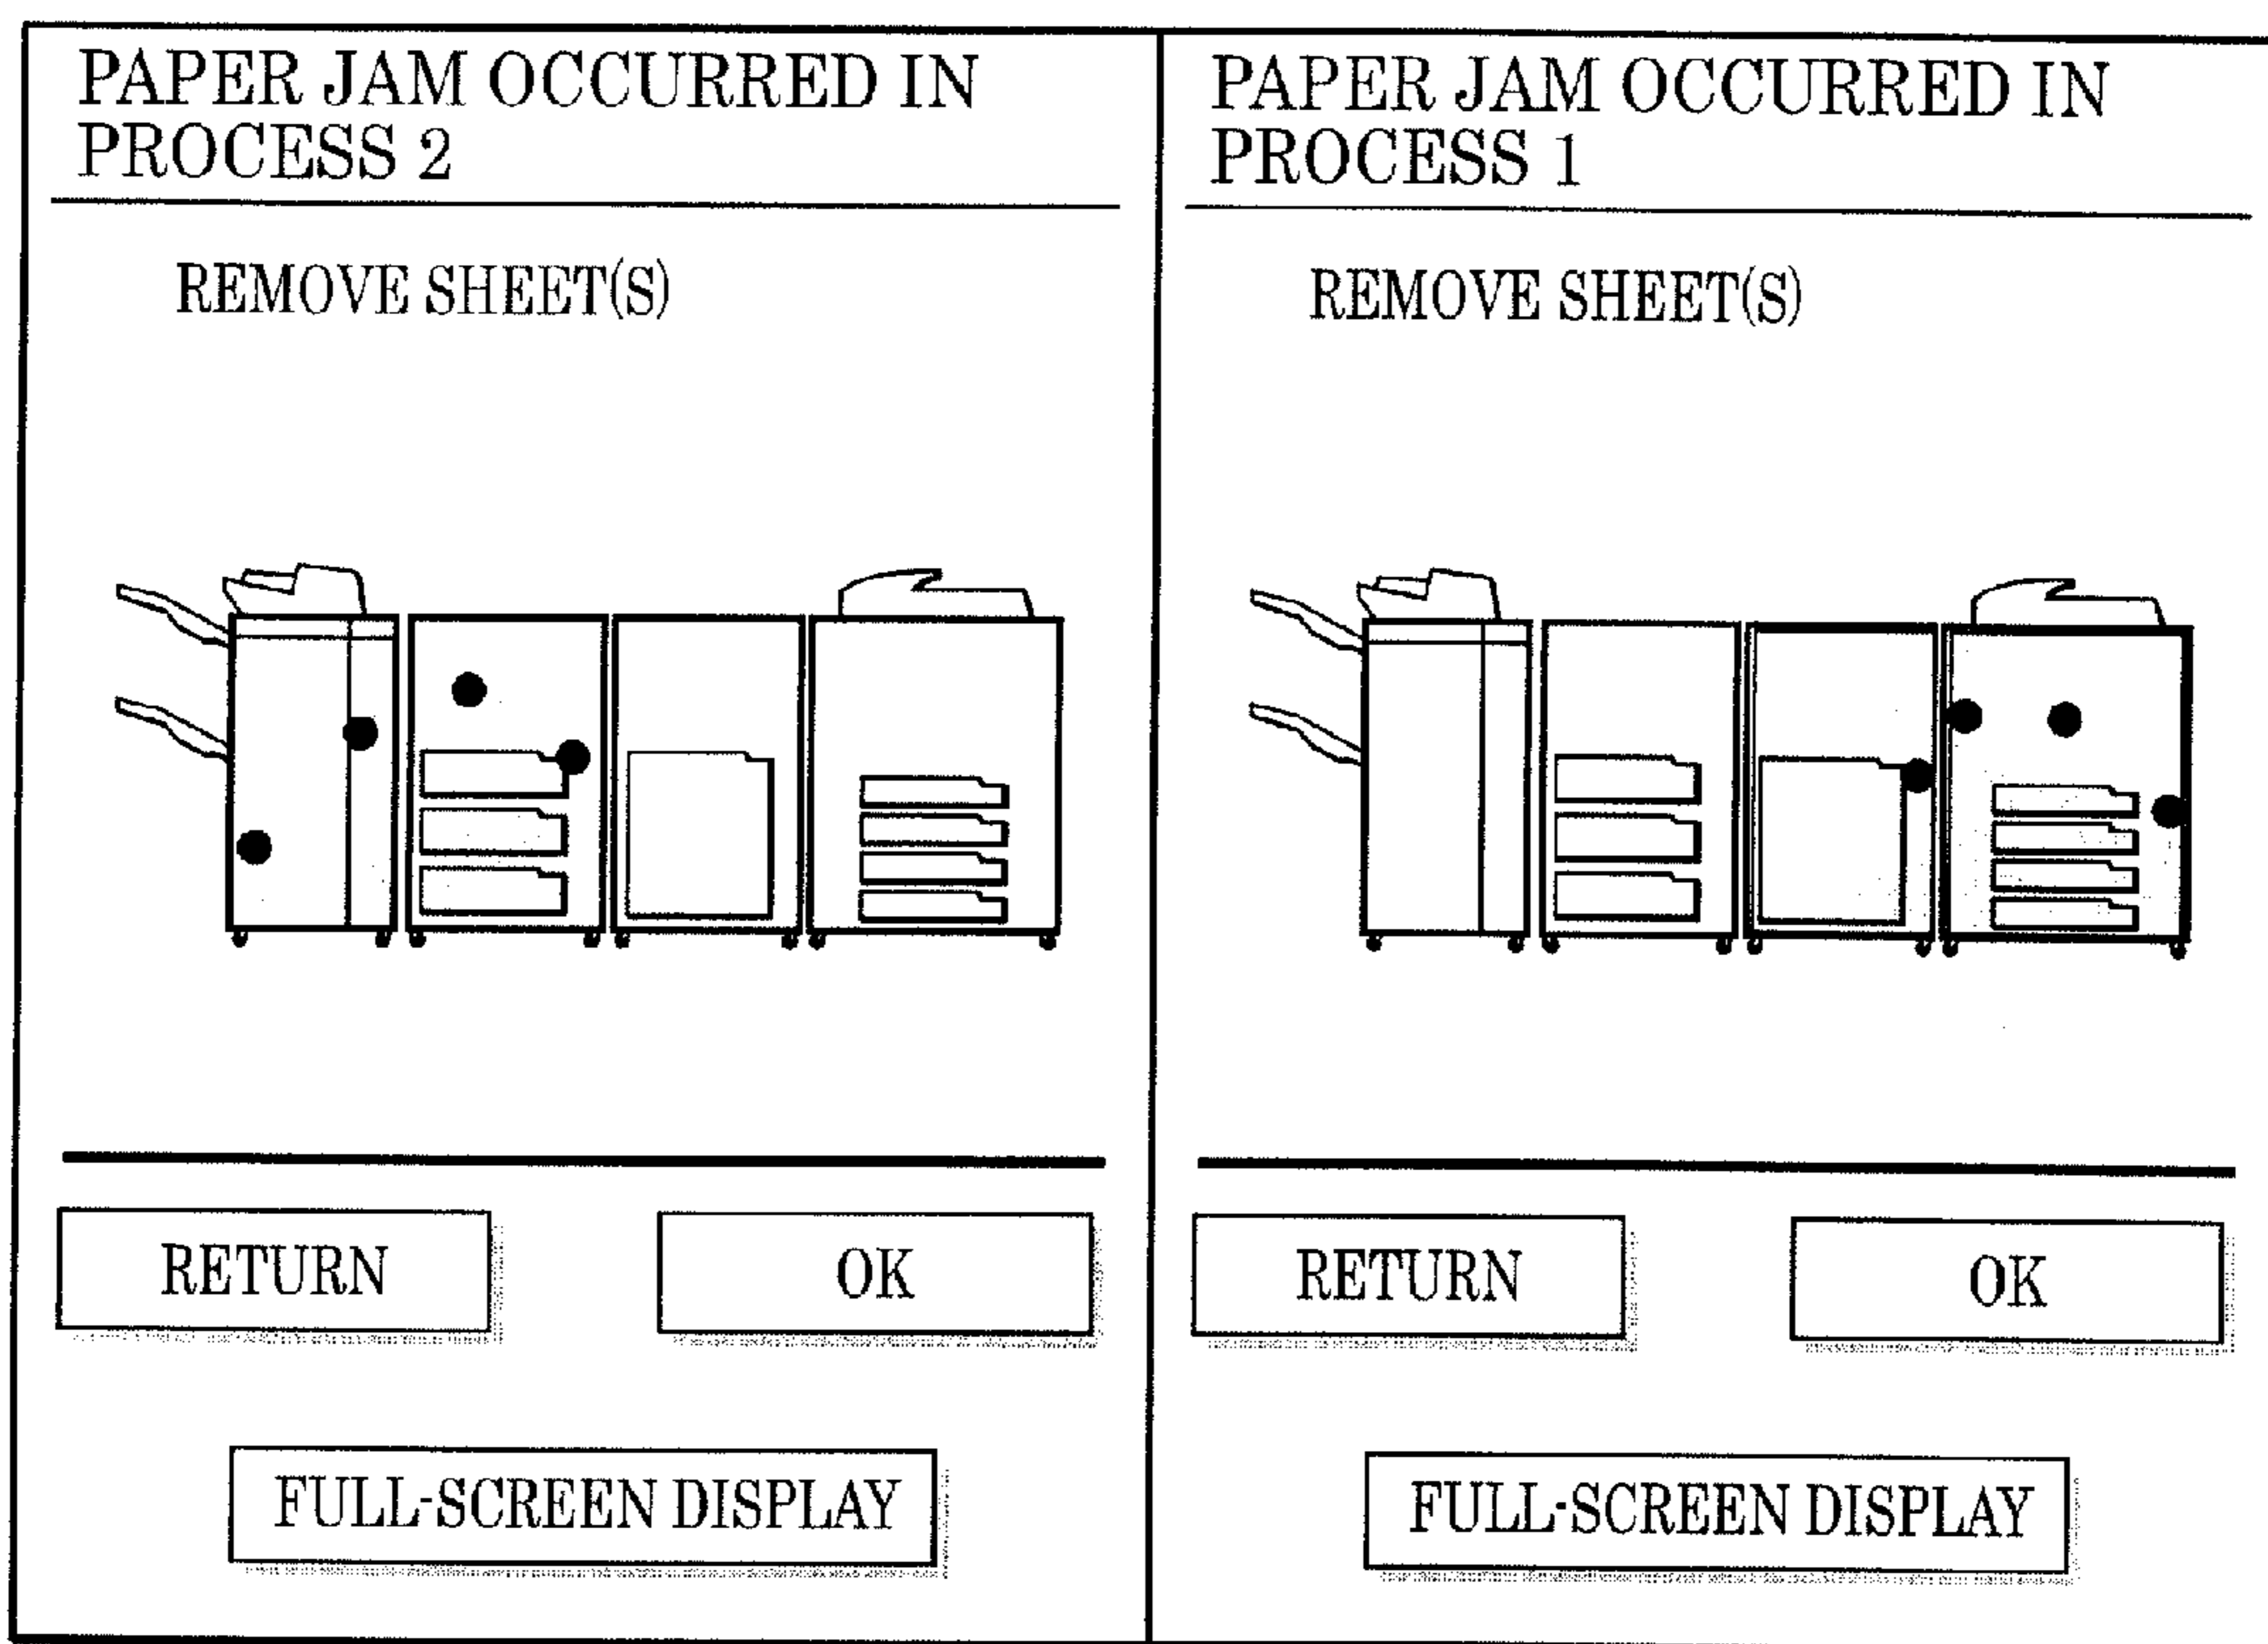 PAPER JAM OCCURRED IN
PROCESS 2
REMOVE SHEET(S)
RETURN
OK
FULL-SCREEN DISPLAY
PAPER JAM OCCURRED IN
PROCESS 1
REMOVE SHEET(S)
RETURN
OK
FULL-SCREEN DISPLAY